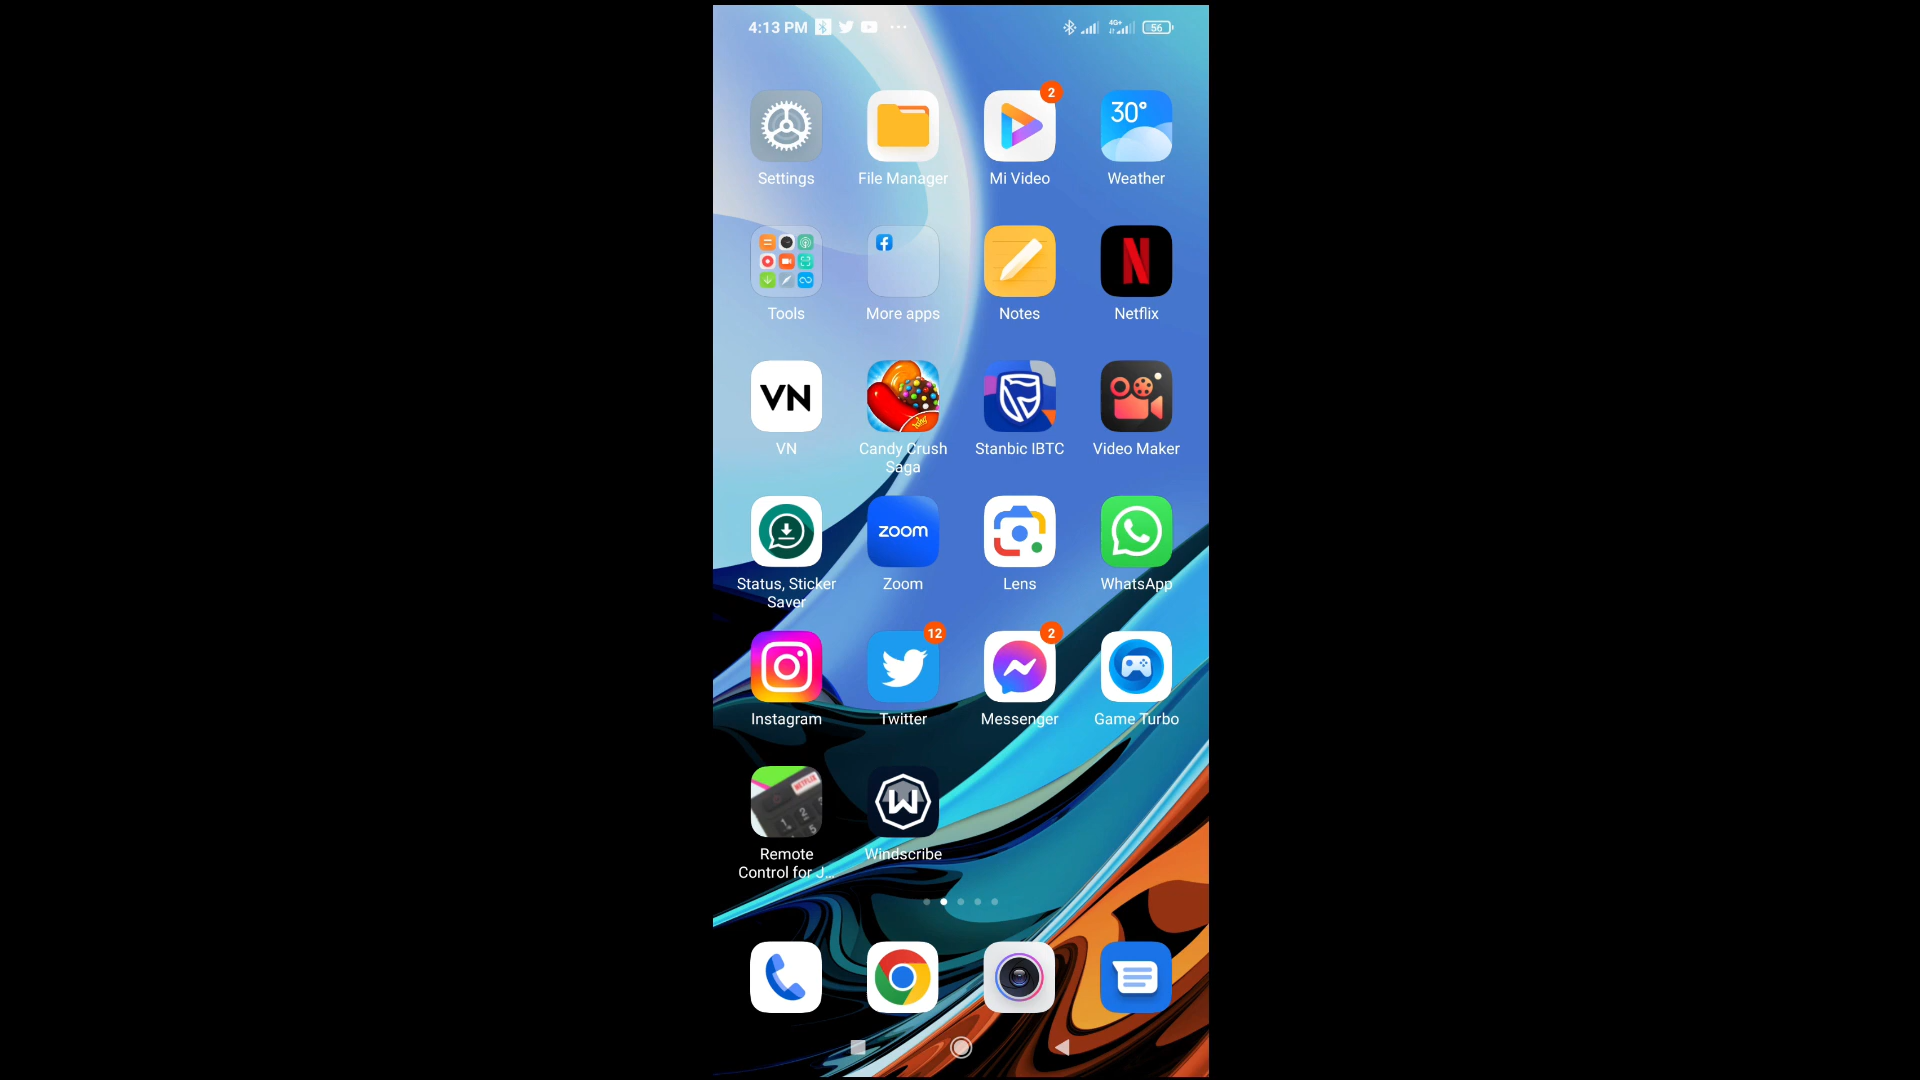 4:13 PM
4G+
56
2
30°
Settings
File Manager
Mi Video
Weather
Tools
More apps
Notes
Netflix
VN
VN
Candy Crush
Saga
Stanbic IBTC
Video Maker
zoom
Status, Sticker
Saver
Zoom
Lens
WhatsApp
12
2
Instagram
Twitter
Messenger
Game Turbo
NETFLIX
Remote
Control for J...
Windscribe